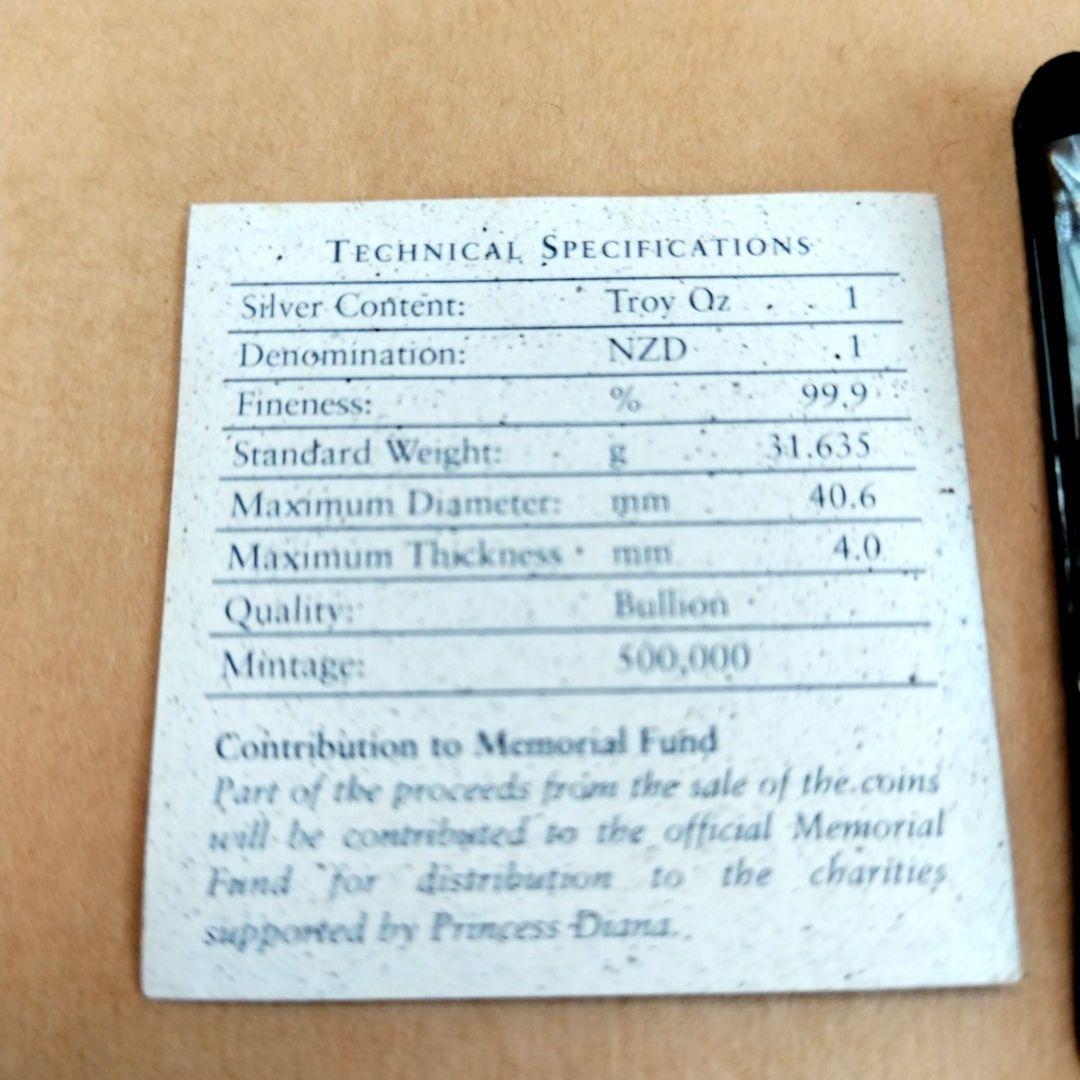 TECHNICAL SPECIFICATIONS
Silver Content: Troy Oz 1
Denomination: NZD 1
Fineness: % 99.9
Standard Weight: g 31.635
Maximum Diameter: mm 40.6
Maximum Thickness mm 4.0
Quality: Bullion
Mintage: 500,000
Contribution to Memorial Fund
Part of the proceeds from the sale of the coins
will be contributed to the official Memorial
Fund for distribution to the charities
supported by Princess Diana.